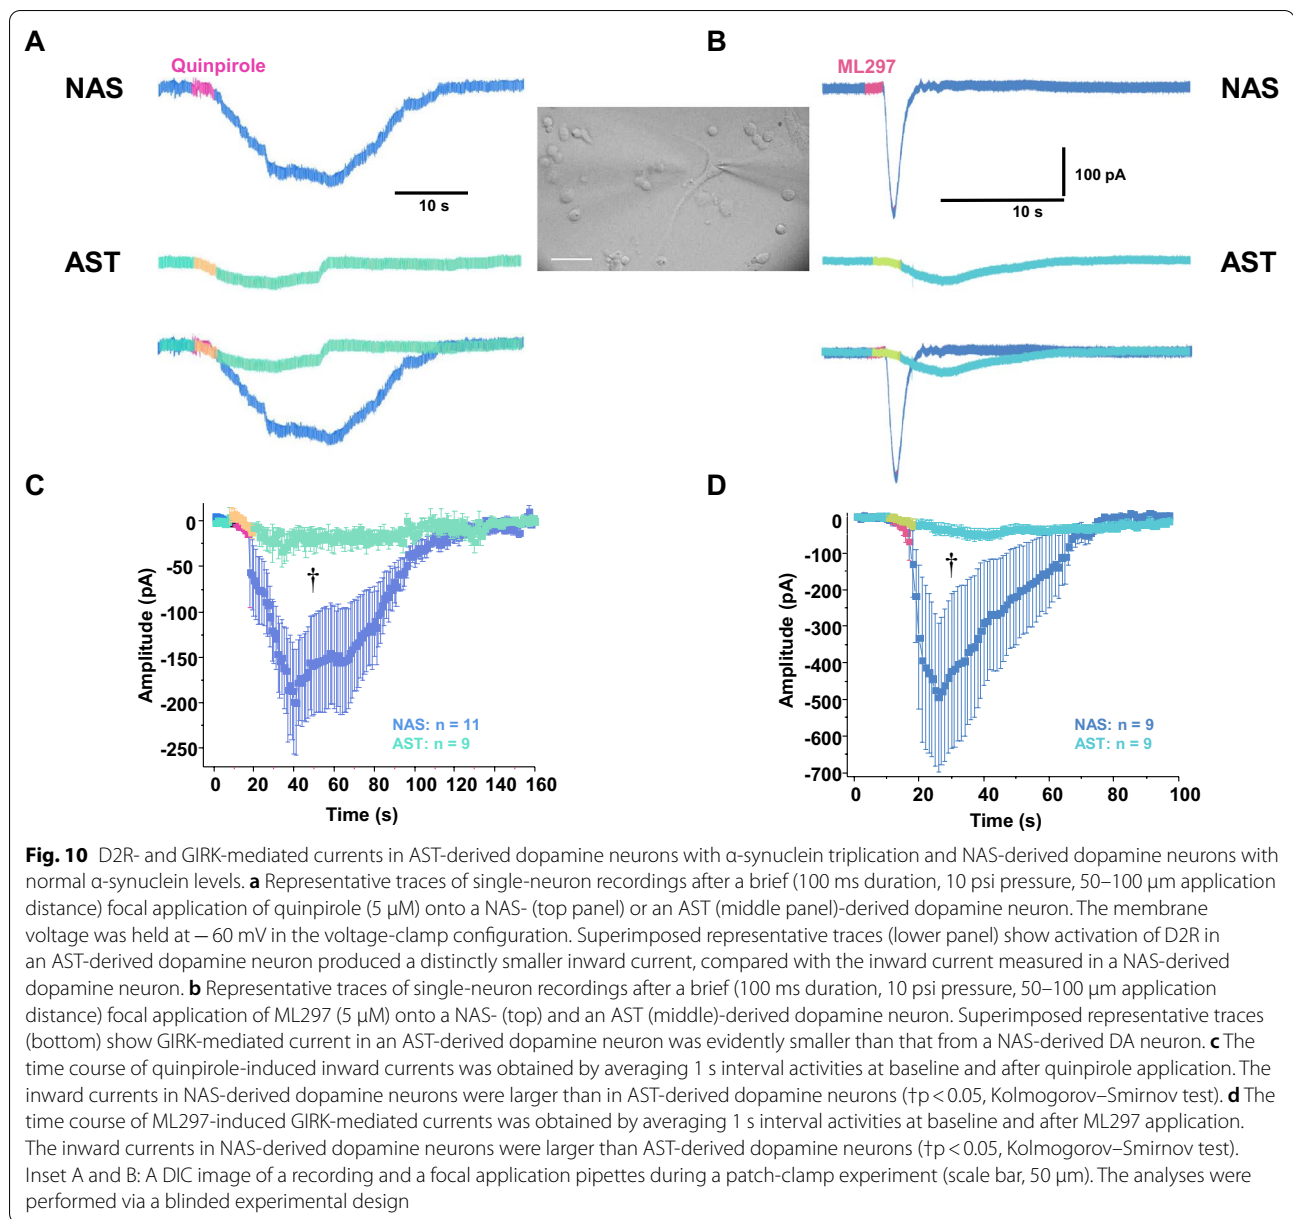 A
B
Quinpirole
NAS
ML297
NAS
100 pA
10 s
10 s
AST
AST
C
D
0
-50
-100
-150
-200
-250
Amplitude (pA)
†
NAS: n = 11
AST: n = 9
0 20 40 60 80 100 120 140 160
Time (s)
0
-100
-200
-300
-400
-500
-600
-700
Amplitude (pA)
†
NAS: n = 9
AST: n = 9
0 20 40 60 80 100
Time (s)
Fig. 10 D2R- and GIRK-mediated currents in AST-derived dopamine neurons with α-synuclein triplication and NAS-derived dopamine neurons with
normal α-synuclein levels. a Representative traces of single-neuron recordings after a brief (100 ms duration, 10 psi pressure, 50–100 μm application
distance) focal application of quinpirole (5 μM) onto a NAS- (top panel) or an AST (middle panel)-derived dopamine neuron. The membrane
voltage was held at − 60 mV in the voltage-clamp configuration. Superimposed representative traces (lower panel) show activation of D2R in
an AST-derived dopamine neuron produced a distinctly smaller inward current, compared with the inward current measured in a NAS-derived
dopamine neuron. b Representative traces of single-neuron recordings after a brief (100 ms duration, 10 psi pressure, 50–100 μm application
distance) focal application of ML297 (5 μM) onto a NAS- (top) and an AST (middle)-derived dopamine neuron. Superimposed representative traces
(bottom) show GIRK-mediated current in an AST-derived dopamine neuron was evidently smaller than that from a NAS-derived DA neuron. c The
time course of quinpirole-induced inward currents was obtained by averaging 1 s interval activities at baseline and after quinpirole application. The
inward currents in NAS-derived dopamine neurons were larger than in AST-derived dopamine neurons (†p < 0.05, Kolmogorov–Smirnov test). d The
time course of ML297-induced GIRK-mediated currents was obtained by averaging 1 s interval activities at baseline and after ML297 application.
The inward currents in NAS-derived dopamine neurons were larger than AST-derived dopamine neurons (†p < 0.05, Kolmogorov–Smirnov test).
Inset A and B: A DIC image of a recording and a focal application pipettes during a patch-clamp experiment (scale bar, 50 μm). The analyses were
performed via a blinded experimental design